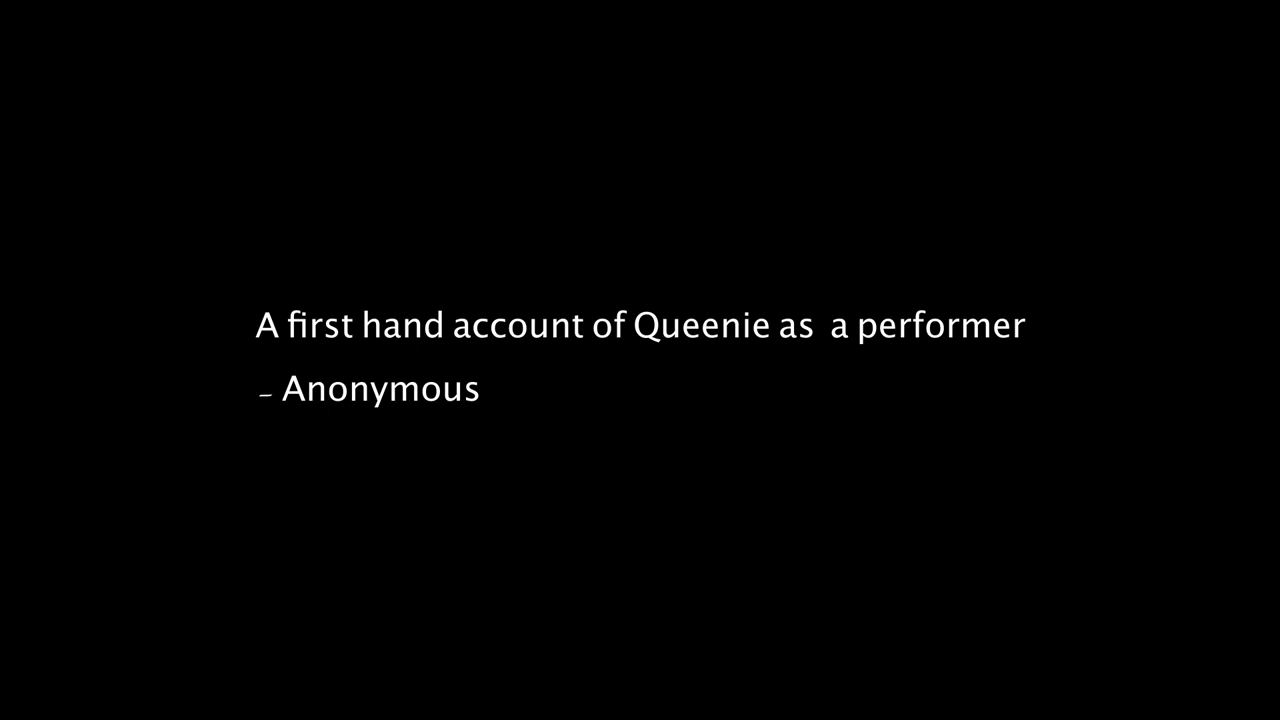 A first hand account of Queenie as  a performer
- Anonymous